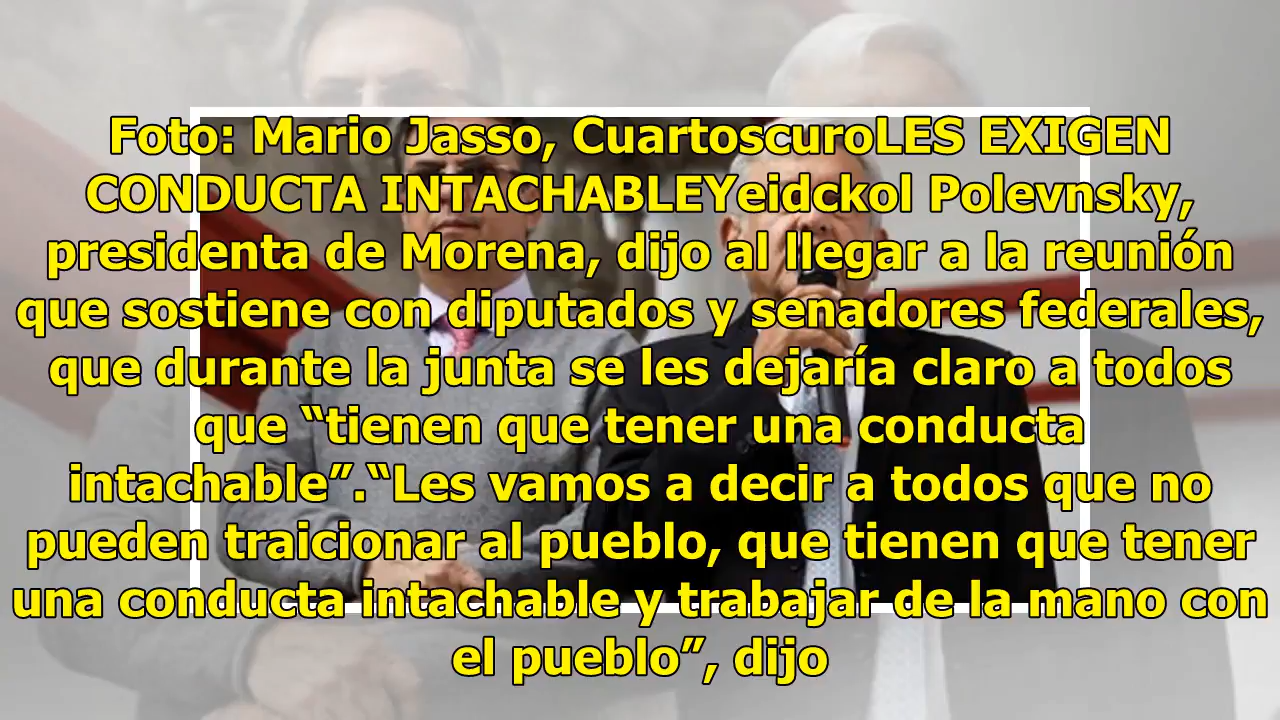 Foto: Mario Jasso, CuartoscuroLES EXIGEN
CONDUCTA INTACHABLEYeidckol Polevnsky,
presidenta de Morena, dijo al llegar a la reunión
que sostiene con diputados y senadores federales,
que durante la junta se les dejaría claro a todos
que “tienen que tener una conducta
intachable”.“Les vamos a decir a todos que no
pueden traicionar al pueblo, que tienen que tener
una conducta intachable y trabajar de la mano con
el pueblo”, dijo